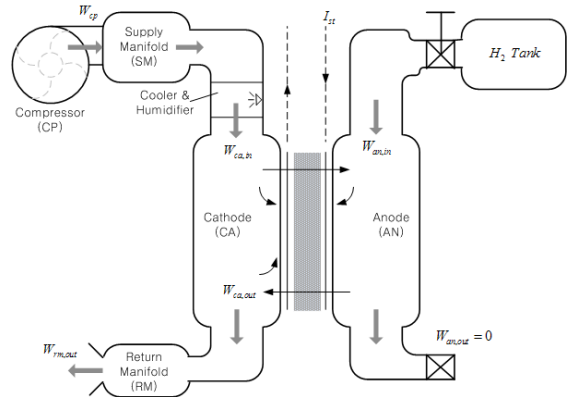 W_cp
Supply
Manifold
(SM)
I_st
H_2 Tank
Compressor
(CP)
Cooler &
Humidifier
W_ca,in
W_an,in
Cathode
(CA)
Anode
(AN)
W_ca,out
W_rm,out
Return
Manifold
(RM)
W_an,out = 0